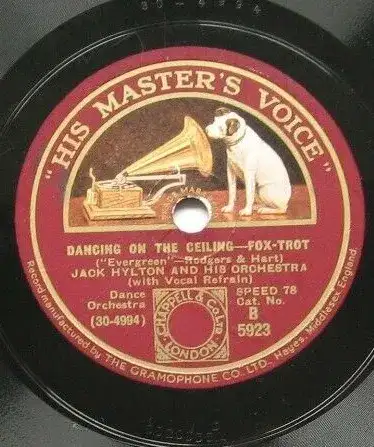 30-4994
"HIS MASTER'S VOICE"
DANCING ON THE CEILING—FOX-TROT
("Evergreen"—Rodgers & Hart)
JACK HYLTON AND HIS ORCHESTRA
(with Vocal Refrain)
Dance Orchestra
(30-4994)
CHAPPELL & Co Ltd
LONDON
SPEED 78
Cat. No.
B
5923
Record manufactured by THE GRAMOPHONE CO. LTD., Hayes, Middlesex, England.